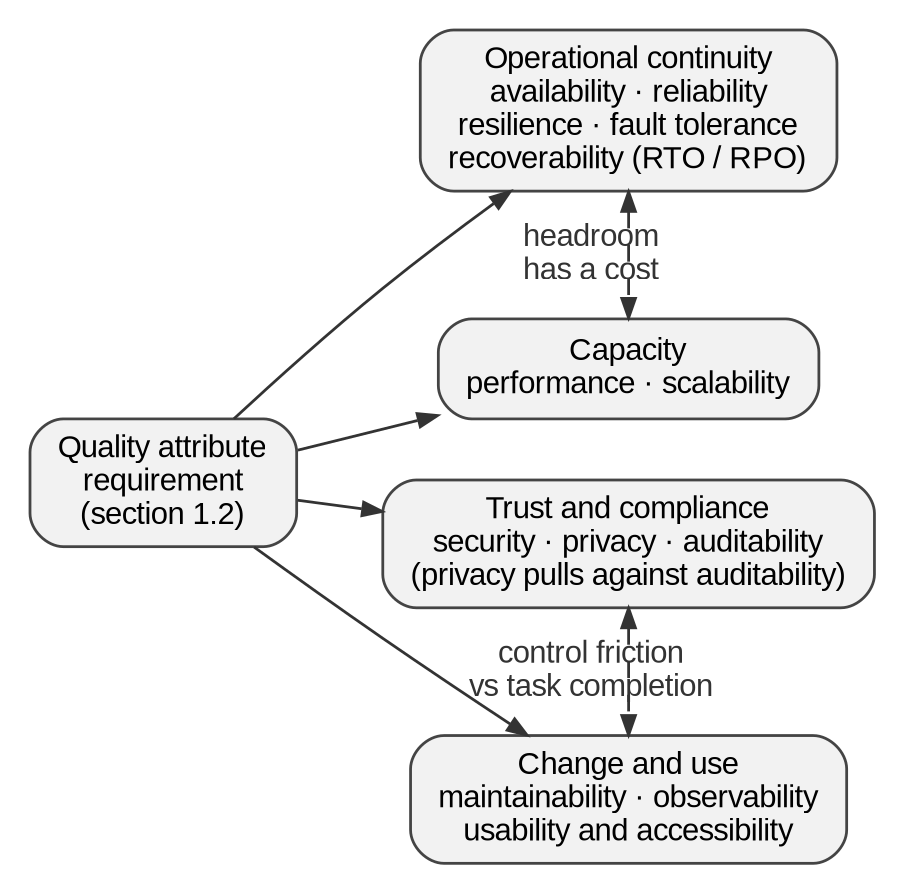 Operational continuity
availability · reliability
resilience · fault tolerance
recoverability (RTO / RPO)
headroom
has a cost
Capacity
performance · scalability
Quality attribute
requirement
(section 1.2)
Trust and compliance
security · privacy · auditability
(privacy pulls against auditability)
control friction
vs task completion
Change and use
maintainability · observability
usability and accessibility